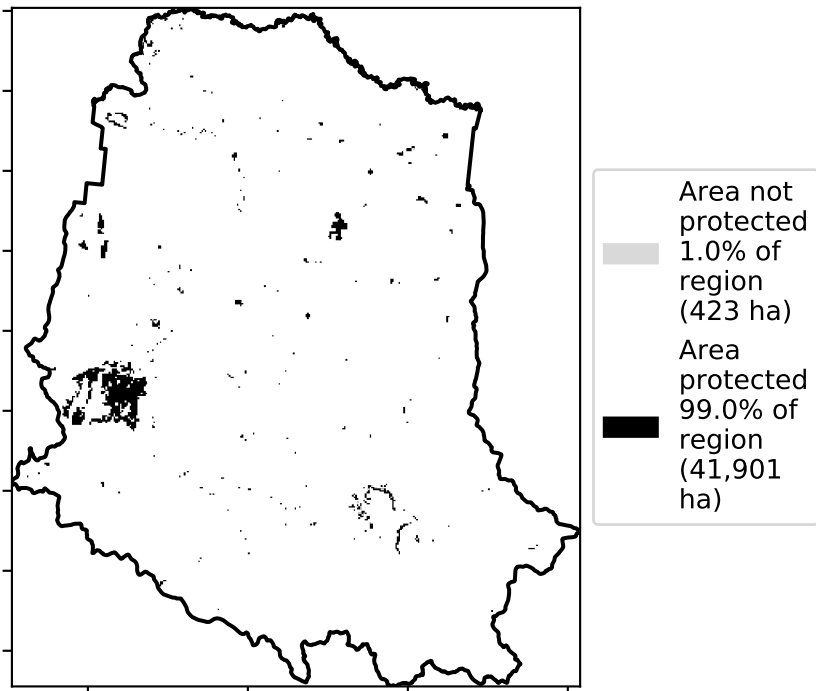 Area not
protected
1.0% of
region
(423 ha)
Area
protected
99.0% of
region
(41,901
ha)